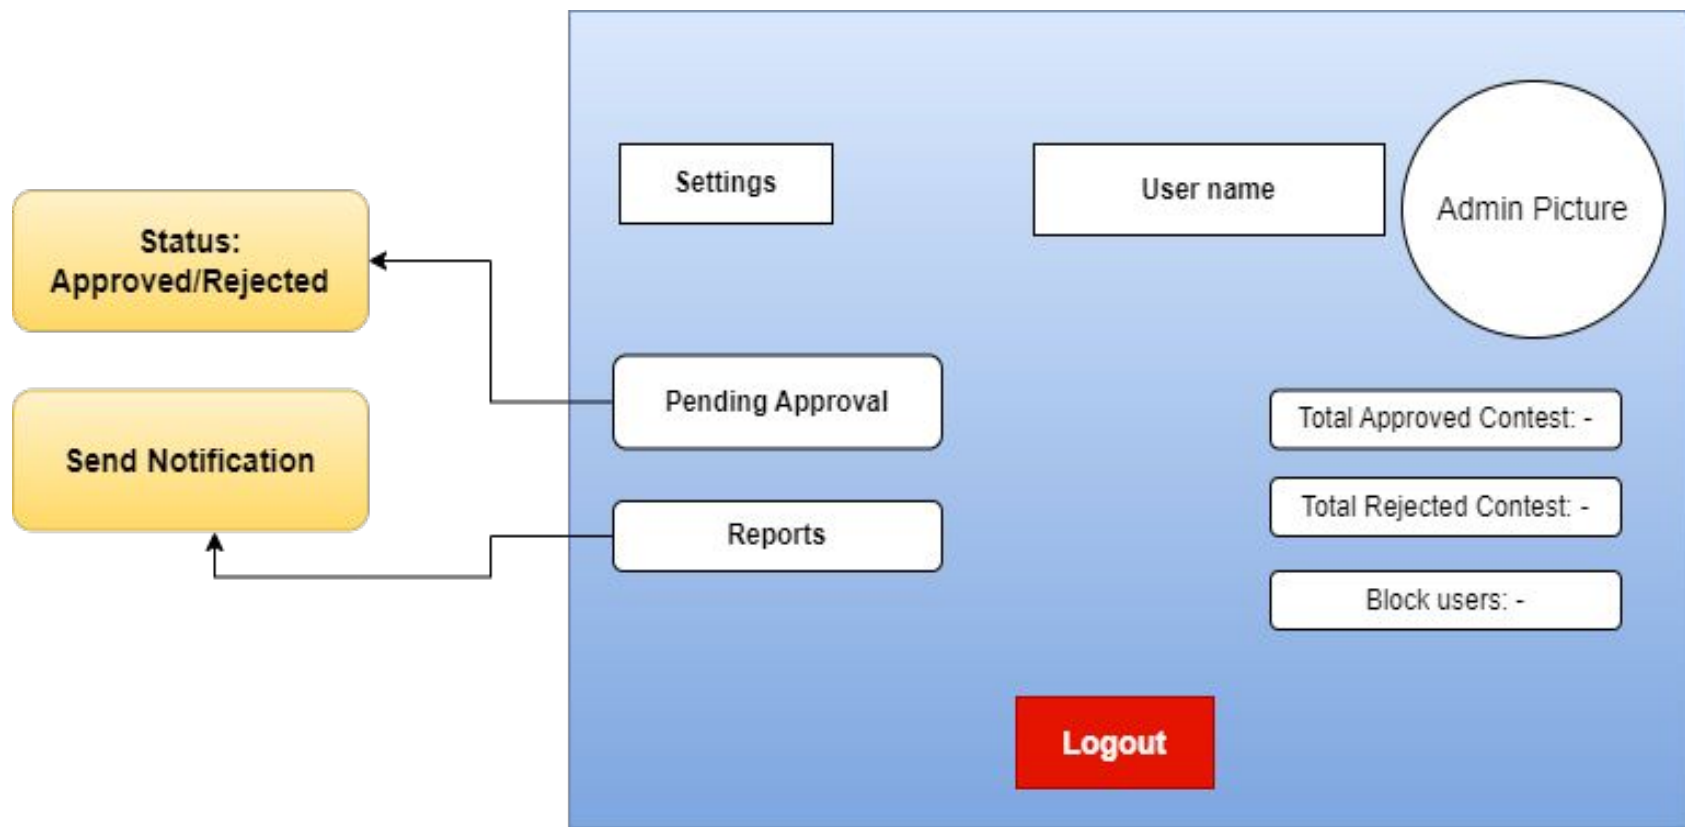 Settings
User name
Admin Picture
Status:
Approved/Rejected
Pending Approval
Total Approved Contest: -
Send Notification
Total Rejected Contest: -
Reports
Block users: -
Logout